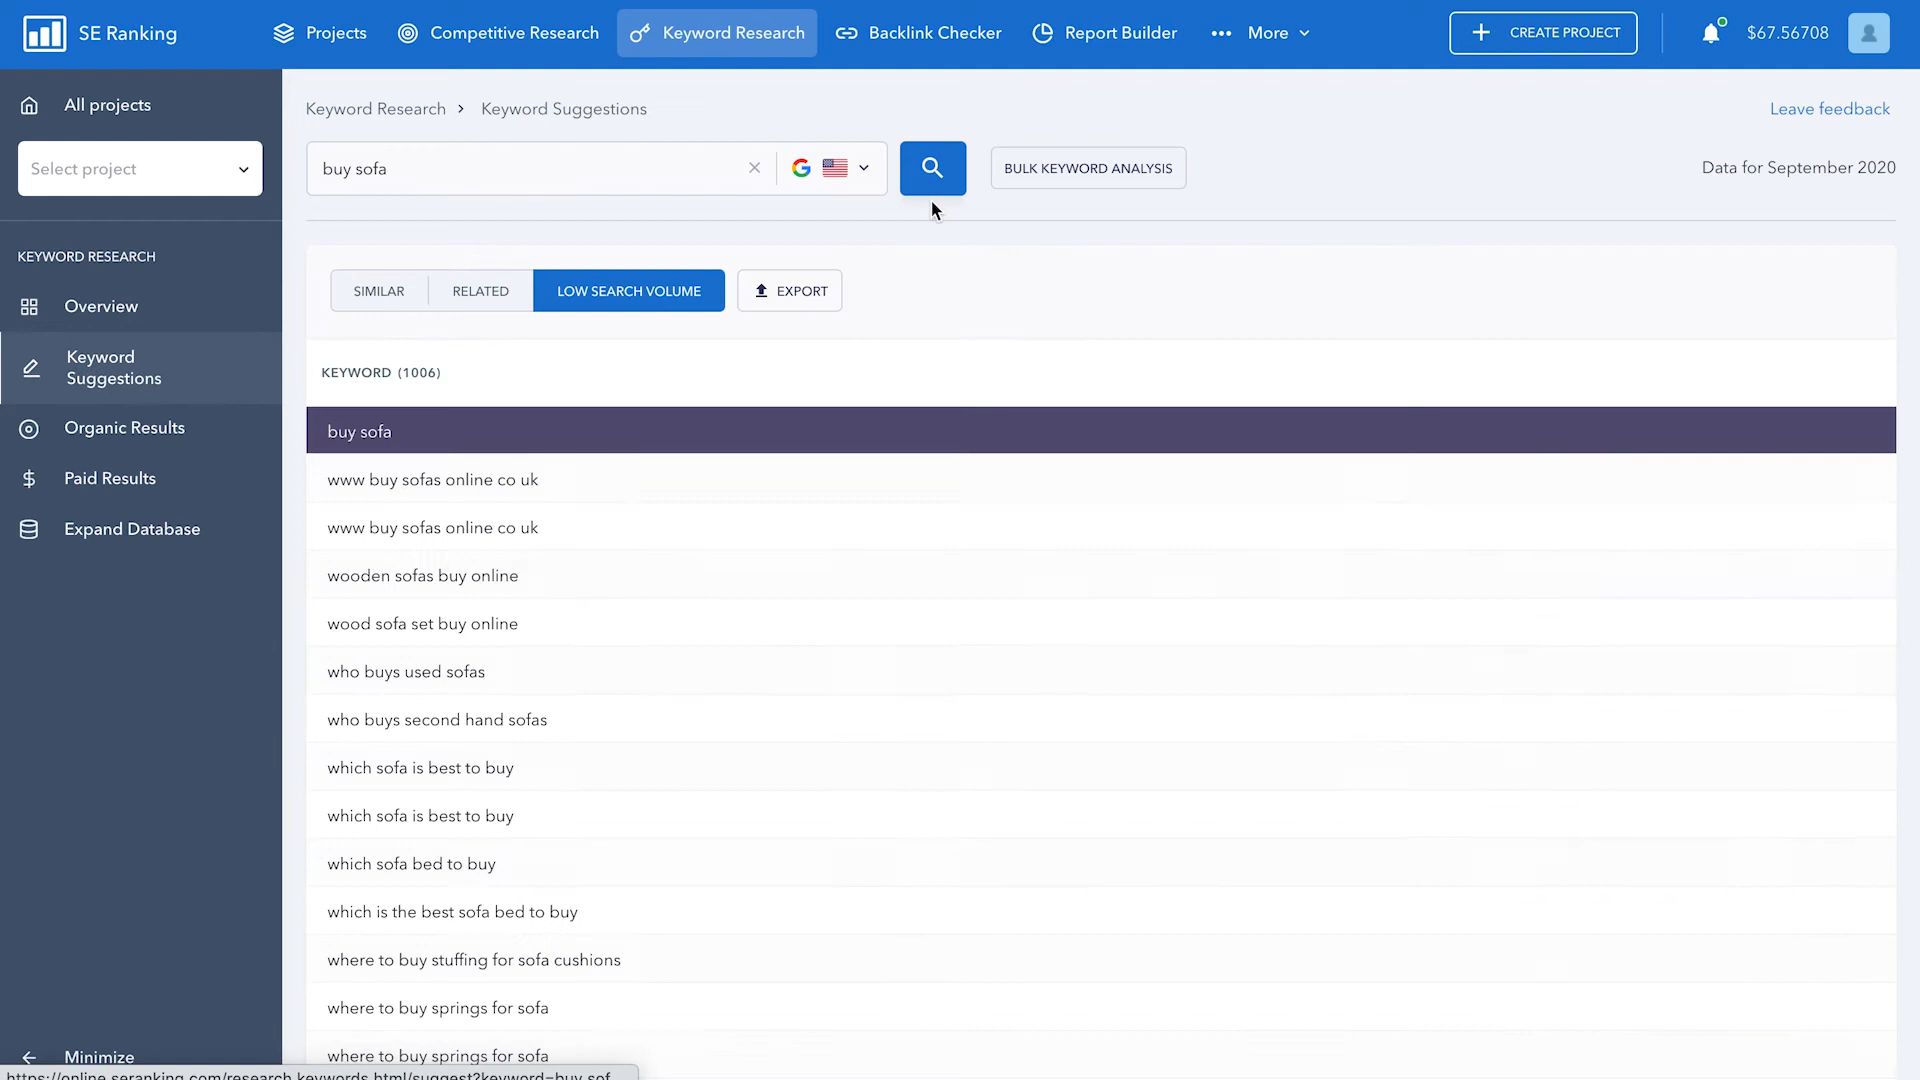 SE Ranking
Projects
Competitive Research
Keyword Research
Backlink Checker
Report Builder
More
CREATE PROJECT
$67.56708
All projects
Select project
KEYWORD RESEARCH
Overview
Keyword
Suggestions
Organic Results
Paid Results
Expand Database
Minimize
Keyword Research > Keyword Suggestions
Leave feedback
buy sofa
BULK KEYWORD ANALYSIS
Data for September 2020
SIMILAR
RELATED
LOW SEARCH VOLUME
EXPORT
KEYWORD (1006)
buy sofa
www buy sofas online co uk
www buy sofas online co uk
wooden sofas buy online
wood sofa set buy online
who buys used sofas
who buys second hand sofas
which sofa is best to buy
which sofa is best to buy
which sofa bed to buy
which is the best sofa bed to buy
where to buy stuffing for sofa cushions
where to buy springs for sofa
where to buy springs for sofa
https://online.seranking.com/research.keywords.html/suggest?keyword=buy sof